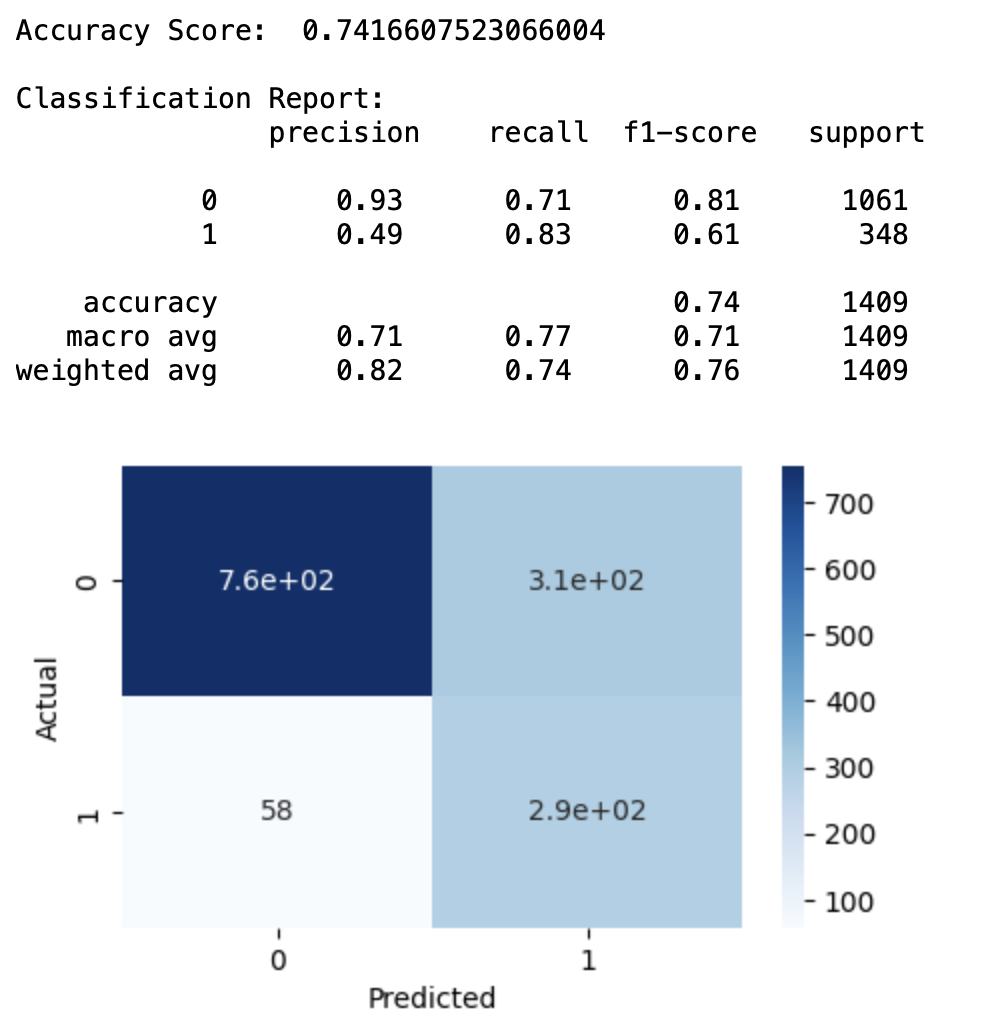 Accuracy Score:  0.7416607523066004
Classification Report:
precision recall f1-score support
0 0.93 0.71 0.81 1061
1 0.49 0.83 0.61 348
accuracy 0.74 1409
macro avg 0.71 0.77 0.71 1409
weighted avg 0.82 0.74 0.76 1409
700
0 7.6e+02 3.1e+02 600
500
Actual 400
300
1 58 2.9e+02 200
100
0 1
Predicted